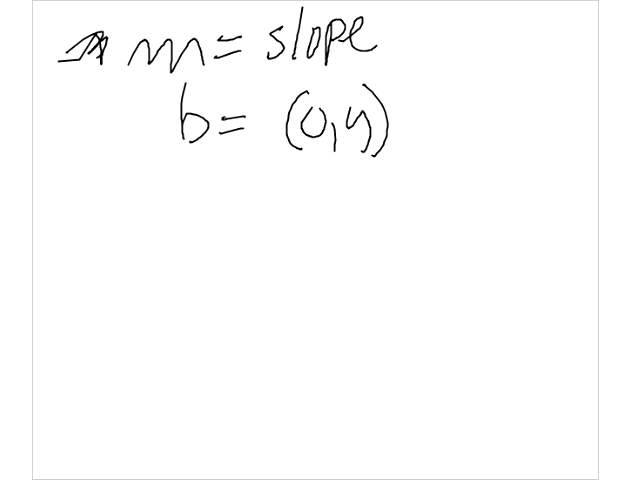 → m = slope
b = (0,y)